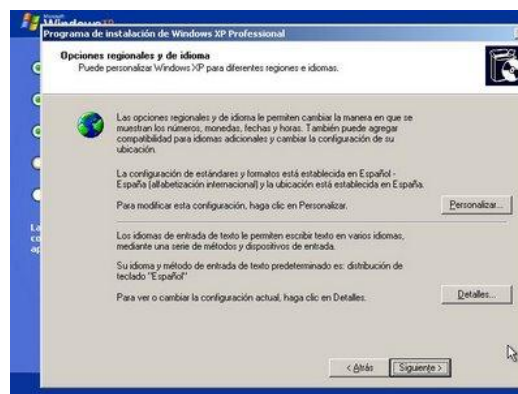 Microsoft
Windows XP
Programa de instalación de Windows XP Professional
Opciones regionales y de idioma
Puede personalizar Windows XP para diferentes regiones e idiomas.
Las opciones regionales y de idioma le permiten cambiar la manera en que se
muestran los números, monedas, fechas y horas. También puede agregar
compatibilidad para idiomas adicionales y cambiar la configuración de su
ubicación.
La configuración de estándares y formatos está establecida en Español -
España (alfabetización internacional) y la ubicación está establecida en España.
Para modificar esta configuración, haga clic en Personalizar.
Personalizar...
Los idiomas de entrada de texto le permiten escribir texto en varios idiomas,
mediante una serie de métodos y dispositivos de entrada.
Su idioma y método de entrada de texto predeterminado es: distribución de
teclado "Español"
Para ver o cambiar la configuración actual, haga clic en Detalles.
Detalles...
< Atrás
Siguiente >
La
co
ap